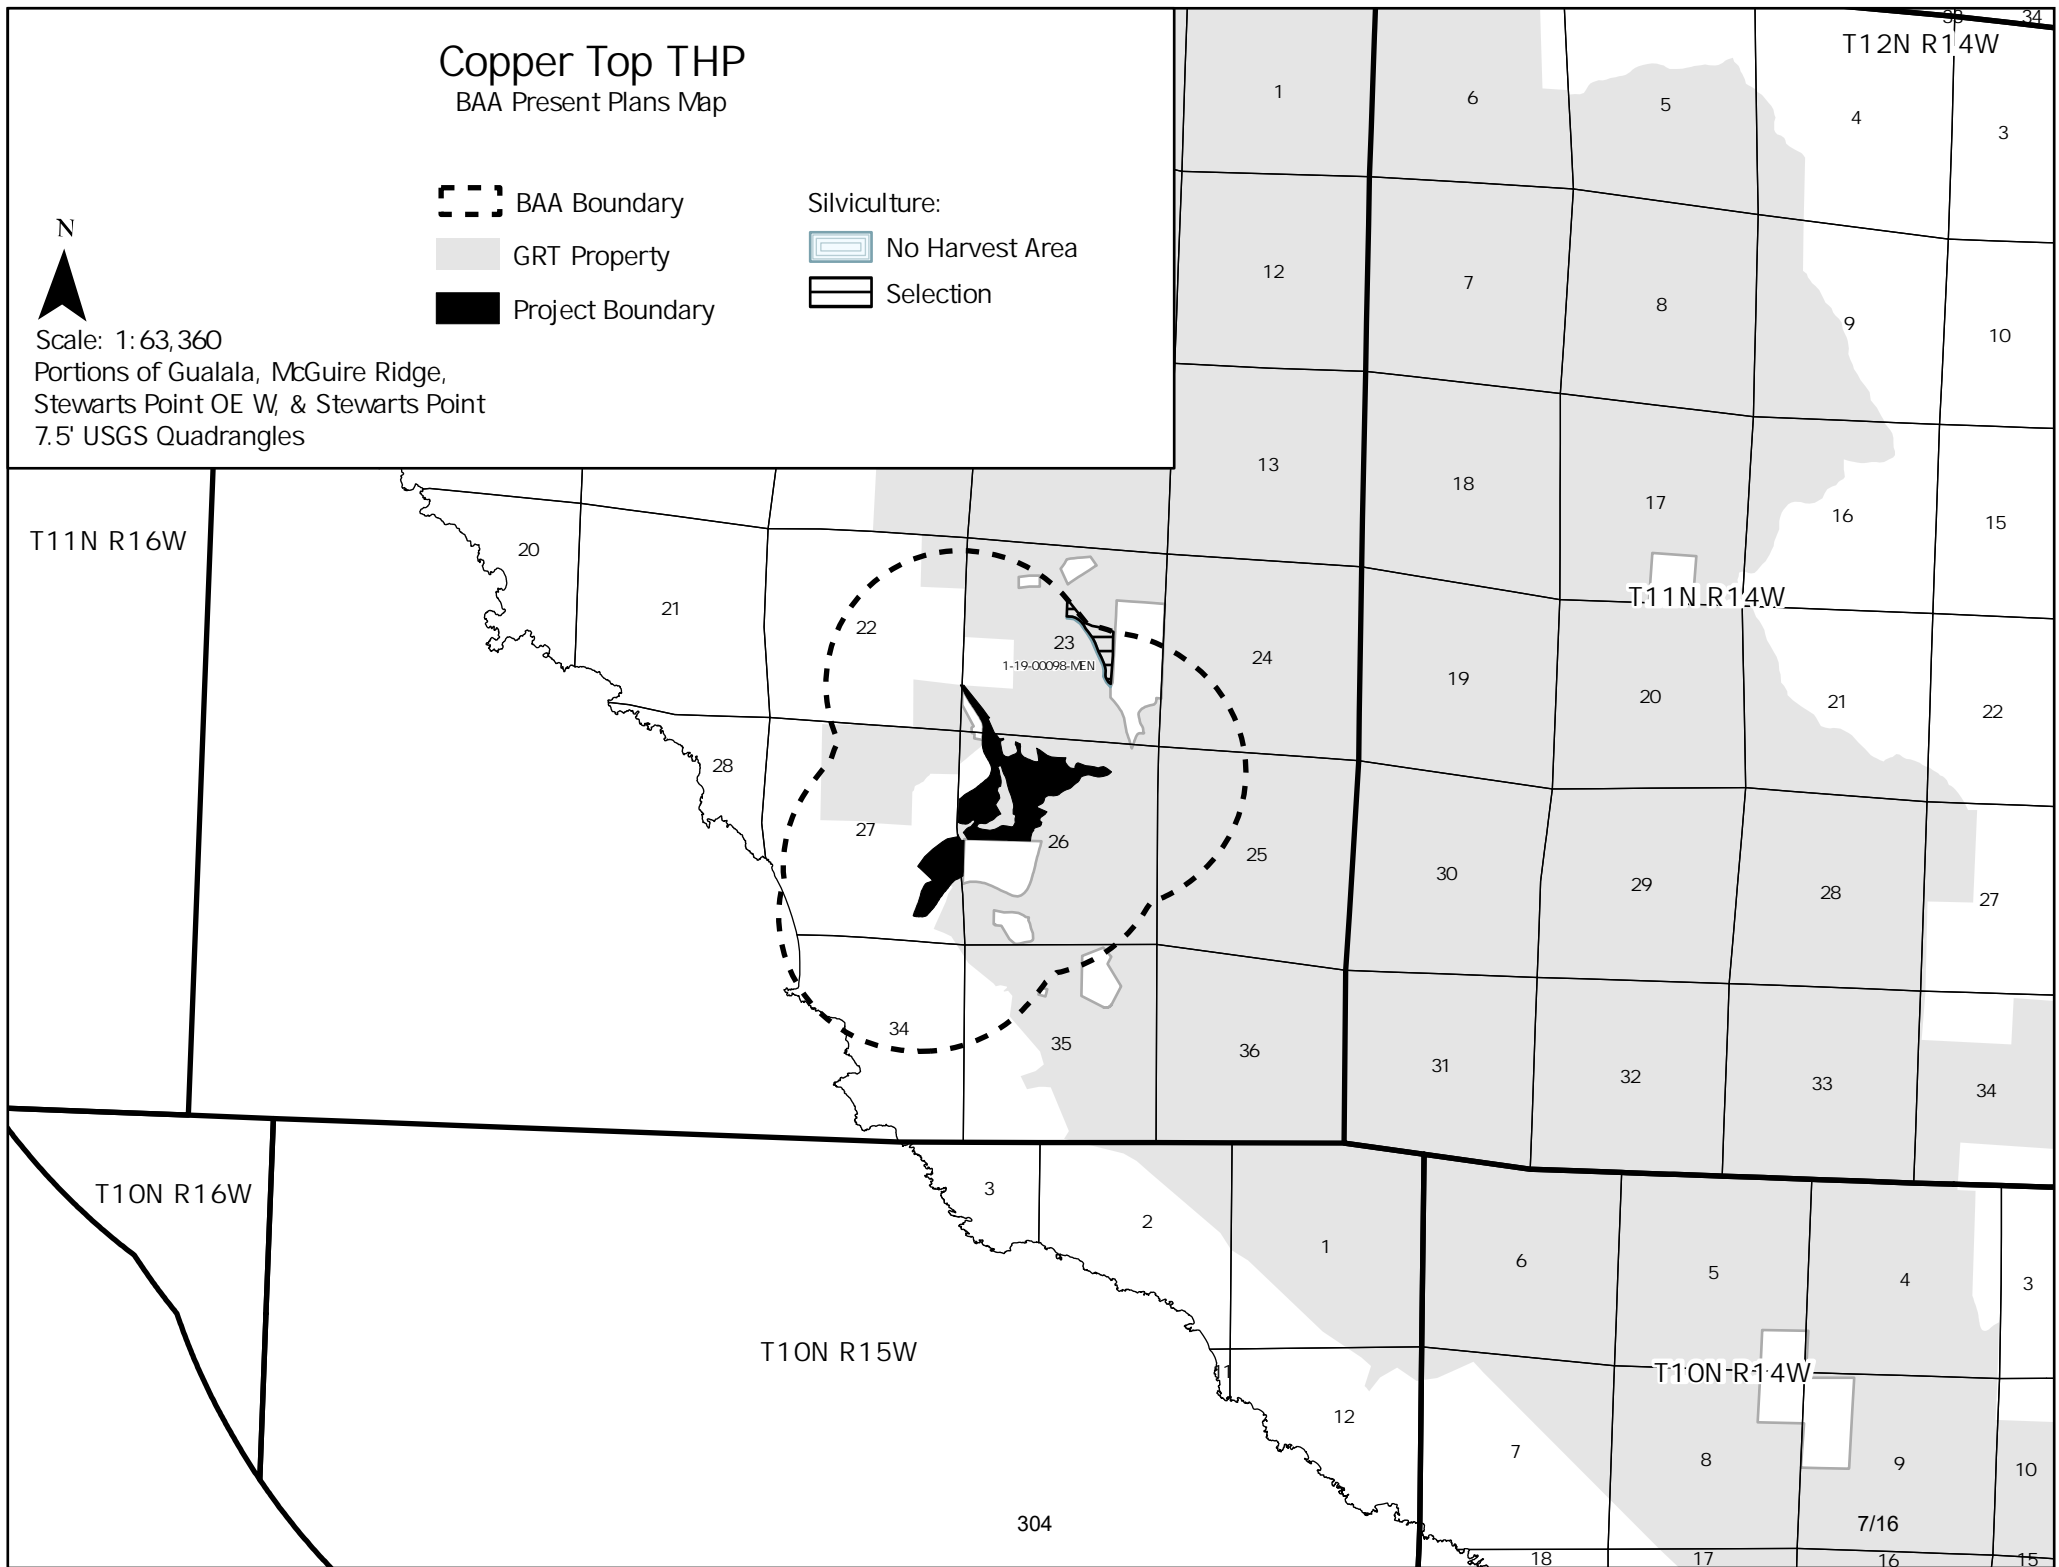 Copper Top THP
BAA Present Plans Map
BAA Boundary
GRT Property
Project Boundary
Silviculture:
No Harvest Area
Selection
N
Scale: 1:63,360
Portions of Gualala, McGuire Ridge,
Stewarts Point OE W, & Stewarts Point
7.5' USGS Quadrangles
33 34
T12N R14W
1 6 5 4 3
12 7 8 9 10
13 18 17 16 15
T11N R16W
20 21 22 23 24 19 20 21 22
T11N R14W
1-19-00098-MEN
28 27 26 25 30 29 28 27
34 35 36 31 32 33 34
T10N R16W
3 2 1 6 5 4 3
T10N R15W
T10N R14W
11 12 7 8 9 10
304
7/16
18 17 16 15